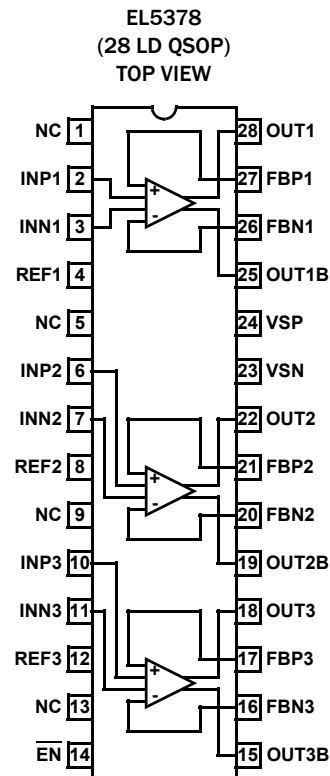 EL5378
(28 LD QSOP)
TOP VIEW
NC 1 28 OUT1
INP1 2 27 FBP1
+
INN1 3 - 26 FBN1
REF1 4 25 OUT1B
NC 5 24 VSP
INP2 6 23 VSN
INN2 7 22 OUT2
REF2 8 21 FBP2
+
-
NC 9 20 FBN2
INP3 10 19 OUT2B
INN3 11 18 OUT3
REF3 12 + 17 FBP3
NC 13 - 16 FBN3
EN 14 15 OUT3B